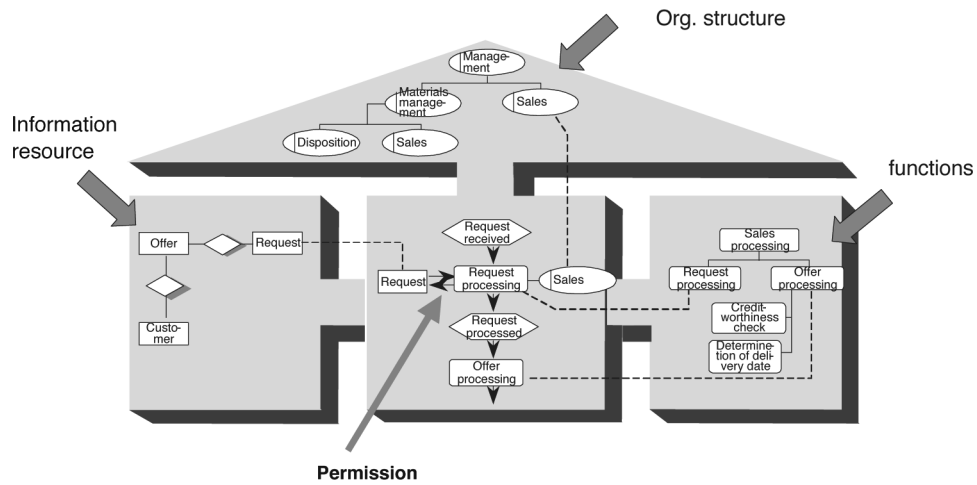 Org. structure
Manage-
ment
Materials
manage-
ment
Sales
Disposition
Sales
Information
resource
functions
Offer
Request
Custo-
mer
Request
received
Request
Request
processing
Sales
Request
processed
Offer
processing
Sales
processing
Request
processing
Offer
processing
Credit-
worthiness
check
Determine-
tion of deli-
very date
Permission